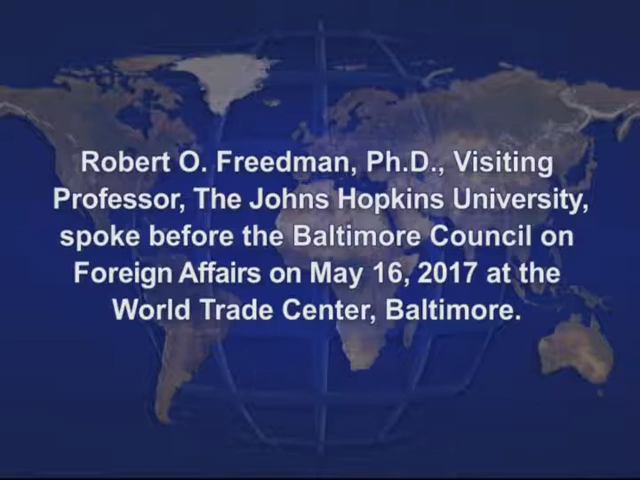 Robert O. Freedman, Ph.D., Visiting
Professor, The Johns Hopkins University,
spoke before the Baltimore Council on
Foreign Affairs on May 16, 2017 at the
World Trade Center, Baltimore.